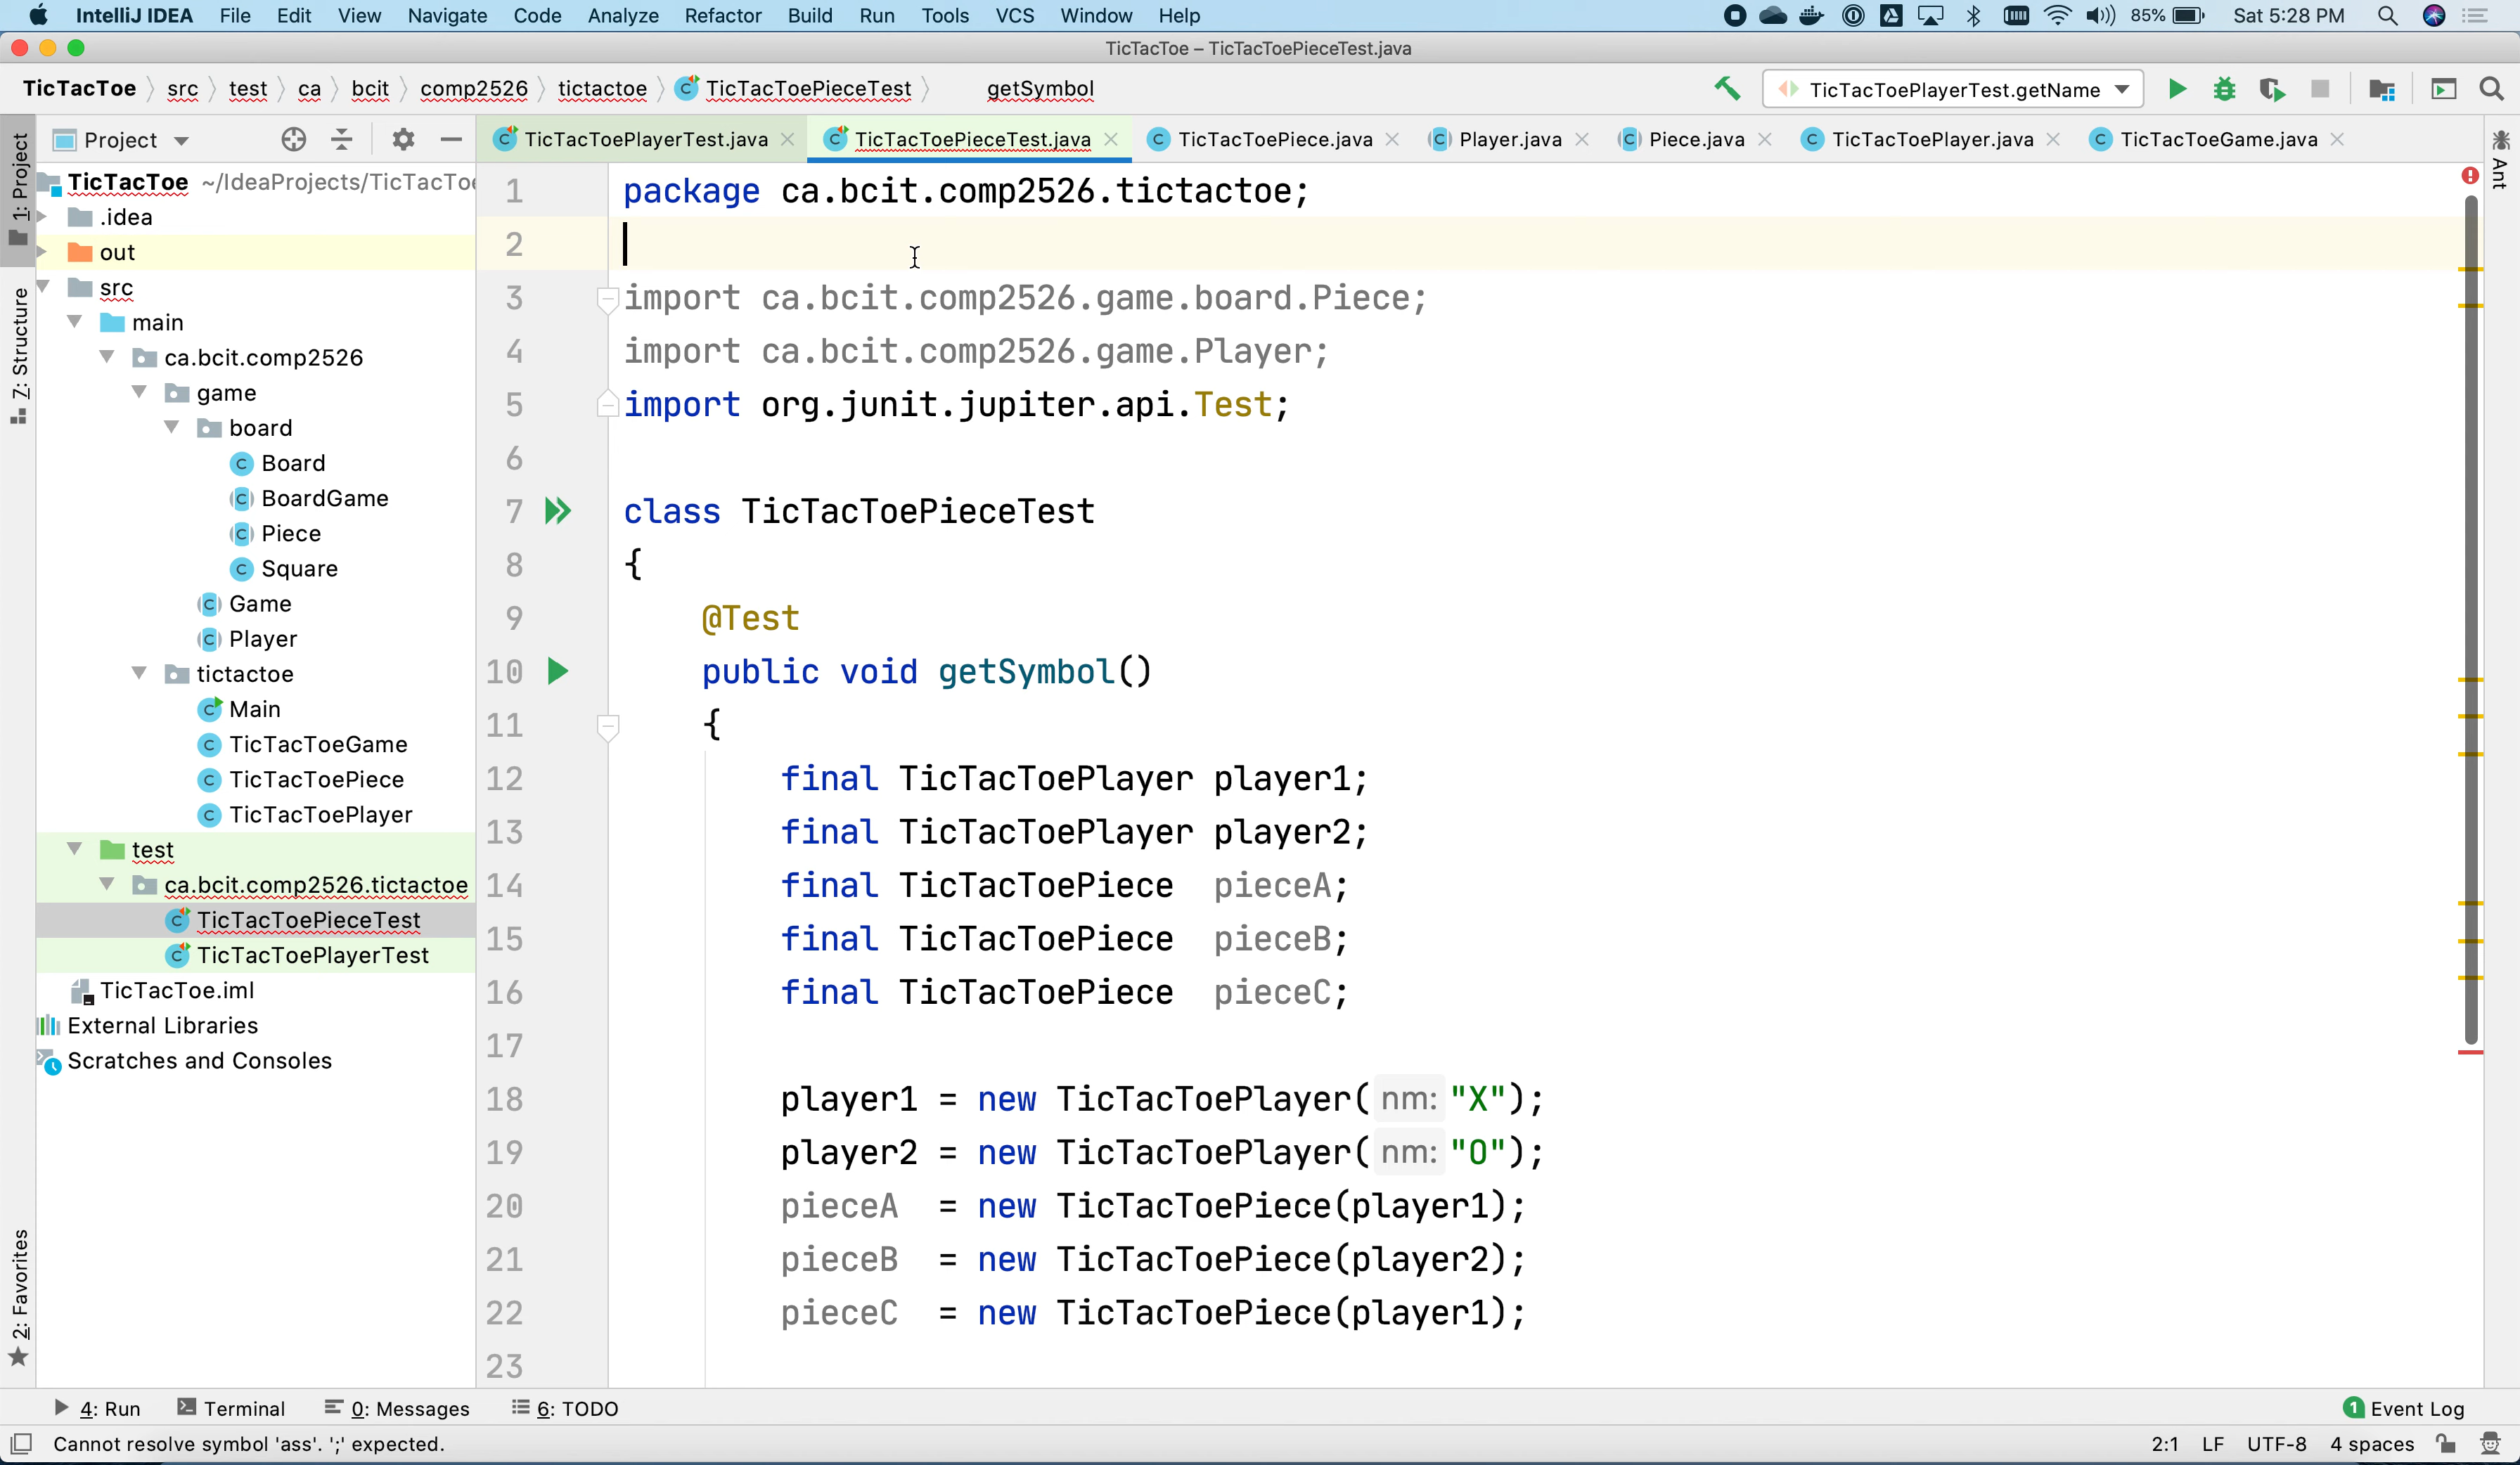 IntelliJ IDEA File Edit View Navigate Code Analyze Refactor Build Run Tools VCS Window Help 85% Sat 5:28 PM
TicTacToe – TicTacToePieceTest.java
TicTacToe src test ca bcit comp2526 tictactoe TicTacToePieceTest getSymbol TicTacToePlayerTest.getName
Project
TicTacToePlayerTest.java TicTacToePieceTest.java TicTacToePiece.java Player.java Piece.java TicTacToePlayer.java TicTacToeGame.java
1: Project
7: Structure
2: Favorites
Ant
TicTacToe ~/IdeaProjects/TicTacToe
.idea
out
src
main
ca.bcit.comp2526
game
board
Board
BoardGame
Piece
Square
Game
Player
tictactoe
Main
TicTacToeGame
TicTacToePiece
TicTacToePlayer
test
ca.bcit.comp2526.tictactoe
TicTacToePieceTest
TicTacToePlayerTest
TicTacToe.iml
External Libraries
Scratches and Consoles
1 package ca.bcit.comp2526.tictactoe;
2
3 import ca.bcit.comp2526.game.board.Piece;
4 import ca.bcit.comp2526.game.Player;
5 import org.junit.jupiter.api.Test;
6
7 class TicTacToePieceTest
8 {
9 @Test
10 public void getSymbol()
11 {
12 final TicTacToePlayer player1;
13 final TicTacToePlayer player2;
14 final TicTacToePiece pieceA;
15 final TicTacToePiece pieceB;
16 final TicTacToePiece pieceC;
17
18 player1 = new TicTacToePlayer( nm: "X");
19 player2 = new TicTacToePlayer( nm: "O");
20 pieceA = new TicTacToePiece(player1);
21 pieceB = new TicTacToePiece(player2);
22 pieceC = new TicTacToePiece(player1);
23
4: Run Terminal 0: Messages 6: TODO 1 Event Log
Cannot resolve symbol 'ass'. ';' expected. 2:1 LF UTF-8 4 spaces